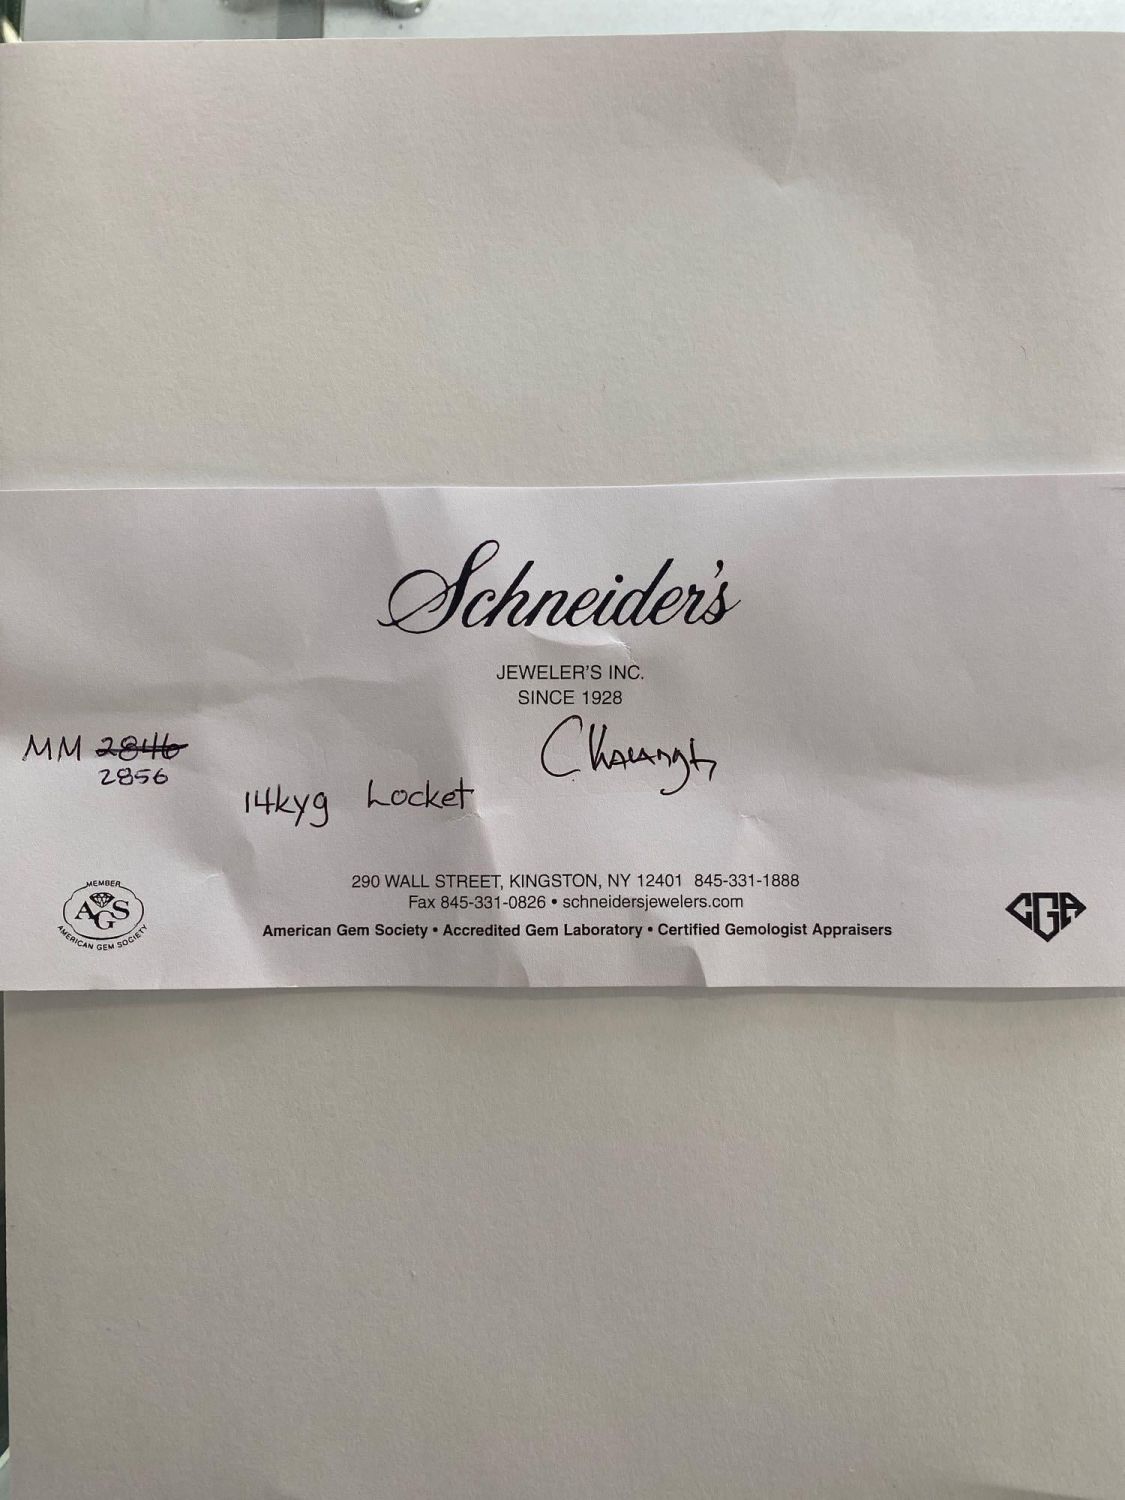 Schneider's
JEWELER'S INC.
SINCE 1928
MM 2846
2856
14kyg Locket
MEMBER
AGS
AMERICAN GEM SOCIETY
290 WALL STREET, KINGSTON, NY 12401 845-331-1888
Fax 845-331-0826 • schneidersjewelers.com
American Gem Society • Accredited Gem Laboratory • Certified Gemologist Appraisers
CGA